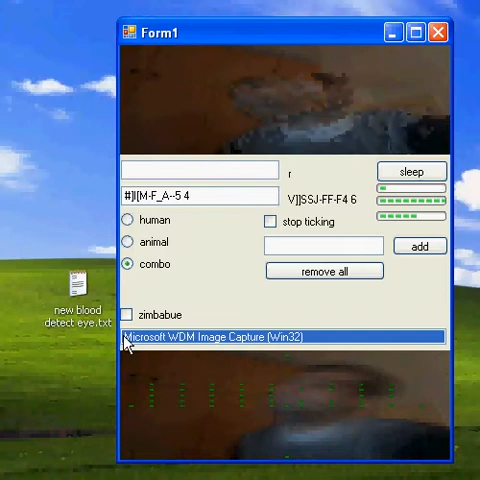 Form1
r
sleep
#]I[M-F_A--5 4
V]]SSJ-FF-F4 6
human
stop ticking
animal
add
combo
remove all
new blood
detect eye.txt
zimbabue
Microsoft WDM Image Capture (Win32)